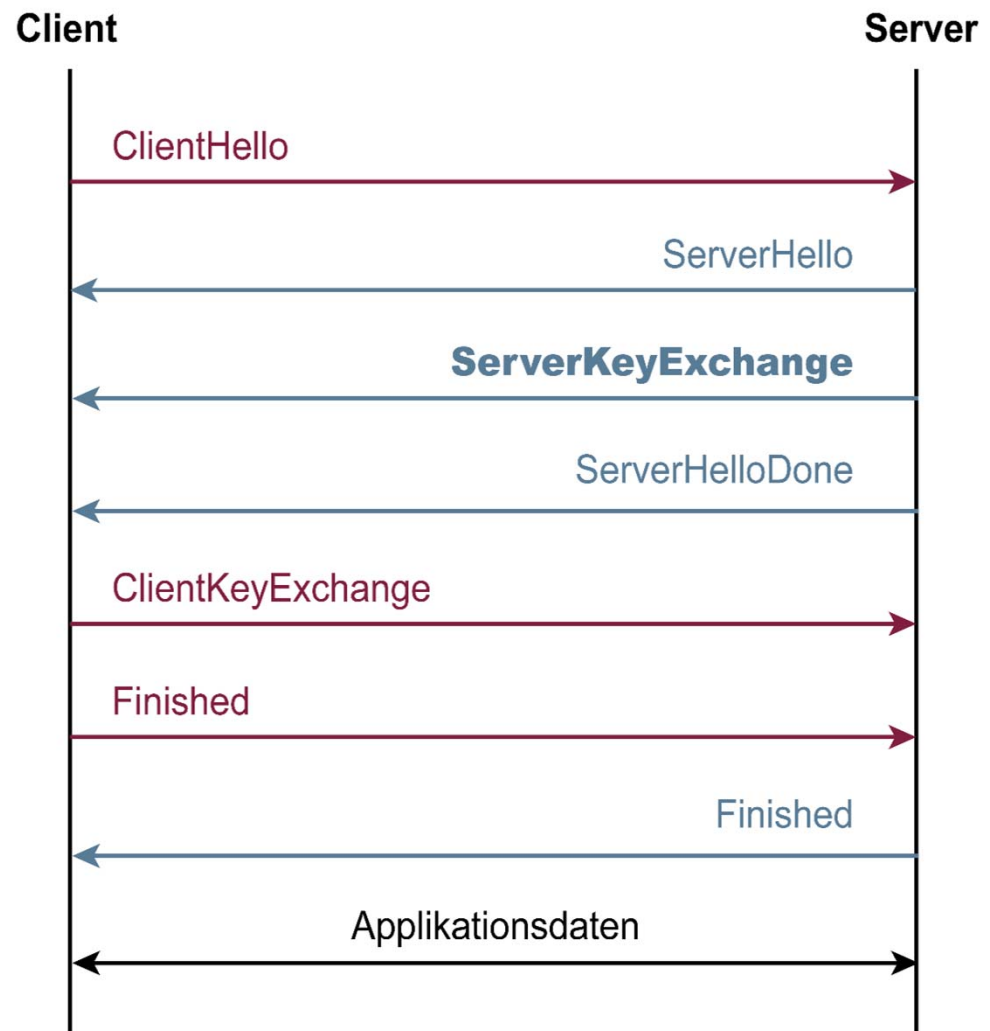 Client
Server
ClientHello
ServerHello
ServerKeyExchange
ServerHelloDone
ClientKeyExchange
Finished
Finished
Applikationsdaten